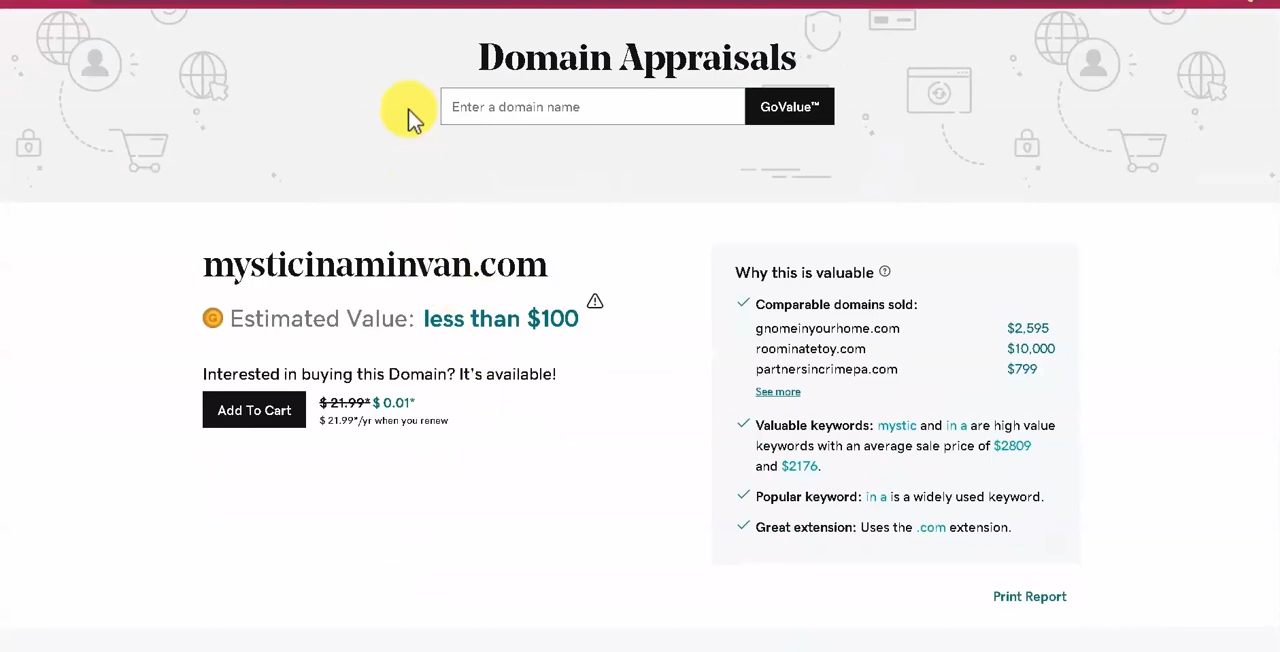 Domain Appraisals
Enter a domain name
GoValue™
mysticinaminvan.com
G Estimated Value: less than $100
Interested in buying this Domain? It's available!
Add To Cart
$ 21.99* $ 0.01*
$ 21.99*/yr when you renew
Why this is valuable ?
Comparable domains sold:
gnomeinyourhome.com $2,595
roominatetoy.com $10,000
partnersincrimepa.com $799
See more
Valuable keywords: mystic and in a are high value
keywords with an average sale price of $2809
and $2176.
Popular keyword: in a is a widely used keyword.
Great extension: Uses the .com extension.
Print Report